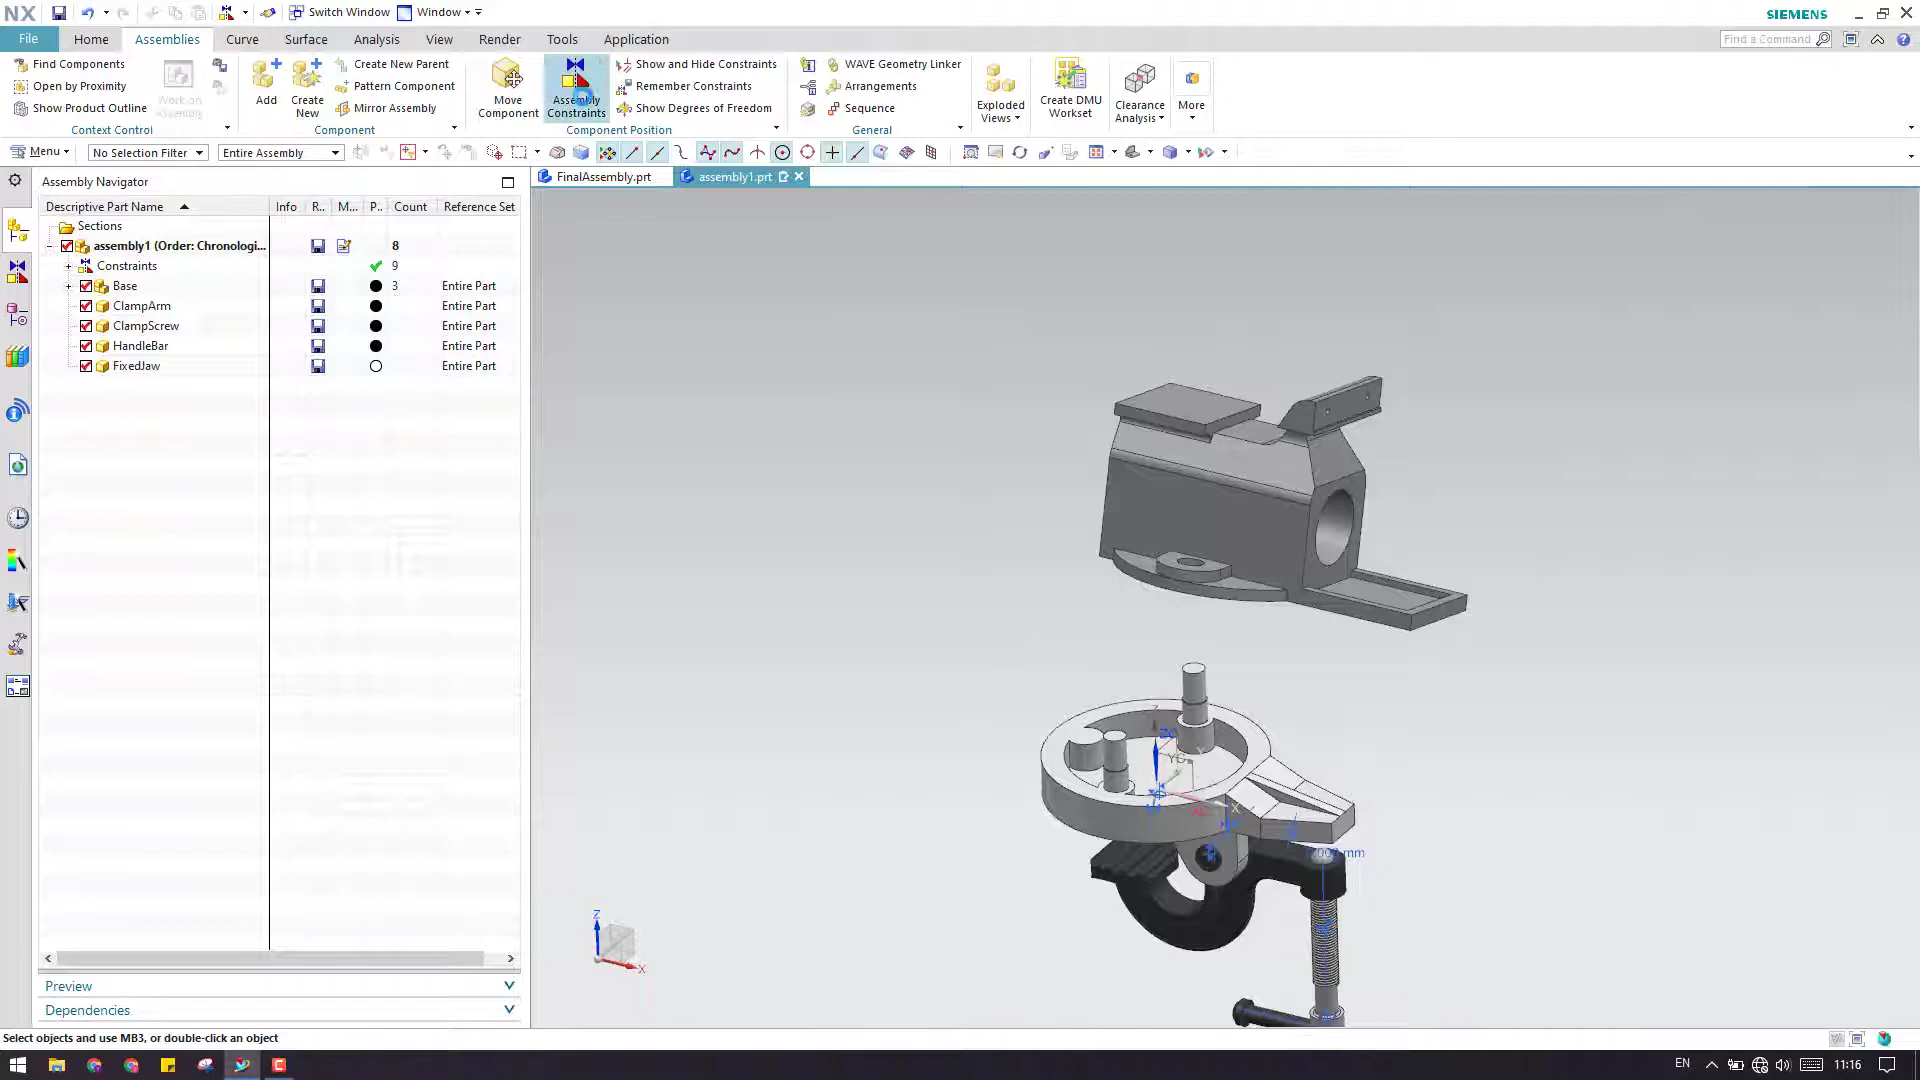 NX
Switch Window
Window
SIEMENS
File
Home
Assemblies
Curve
Surface
Analysis
View
Render
Tools
Application
Find a Command
Find Components
Open by Proximity
Show Product Outline
Work on Assembly
Context Control
Add
Create New
Create New Parent
Pattern Component
Mirror Assembly
Component
Move Component
Assembly Constraints
Show and Hide Constraints
Remember Constraints
Show Degrees of Freedom
Component Position
WAVE Geometry Linker
Arrangements
Sequence
General
Exploded Views
Create DMU Workset
Clearance Analysis
More
Menu
No Selection Filter
Entire Assembly
Assembly Navigator
FinalAssembly.prt
assembly1.prt
Descriptive Part Name
Info
R..
M...
P..
Count
Reference Set
Sections
assembly1 (Order: Chronologi...
8
Constraints
9
Base
3
Entire Part
ClampArm
Entire Part
ClampScrew
Entire Part
HandleBar
Entire Part
FixedJaw
Entire Part
Z
X
Preview
Dependencies
Select objects and use MB3, or double-click an object
EN
11:16